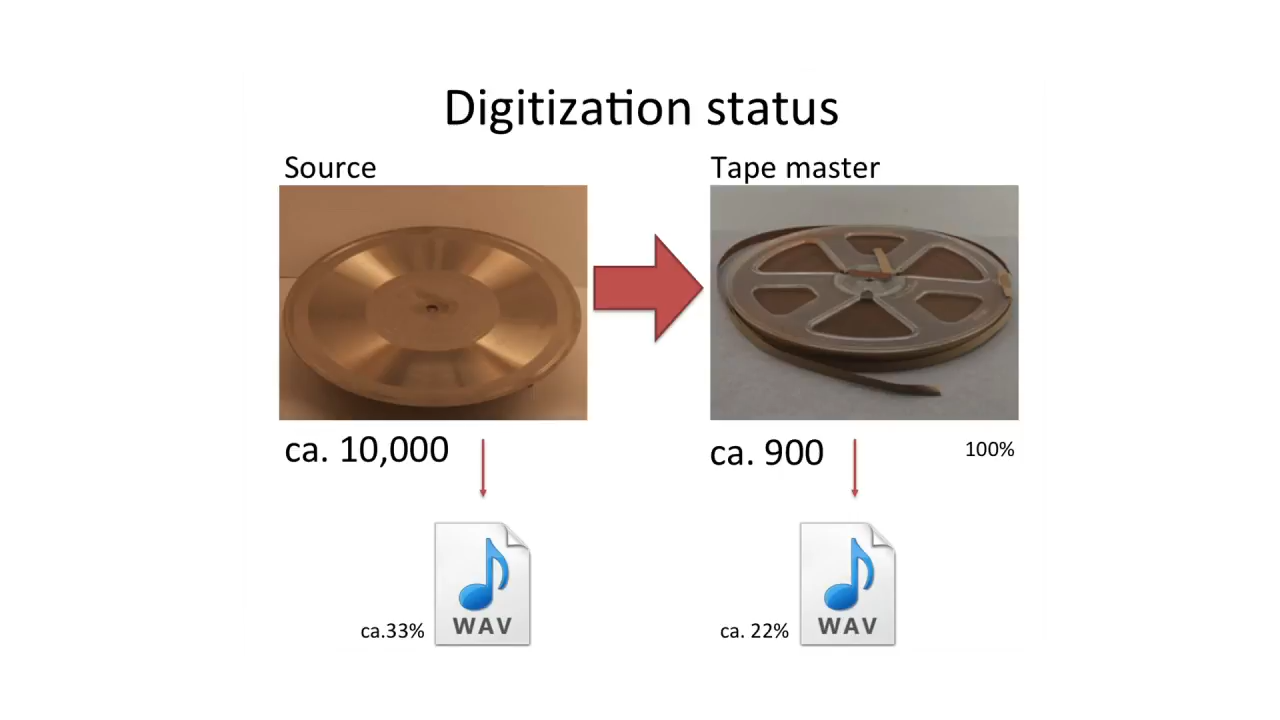 Digitization status
Source
Tape master
ca. 10,000
ca. 900
100%
ca.33%
WAV
ca. 22%
WAV